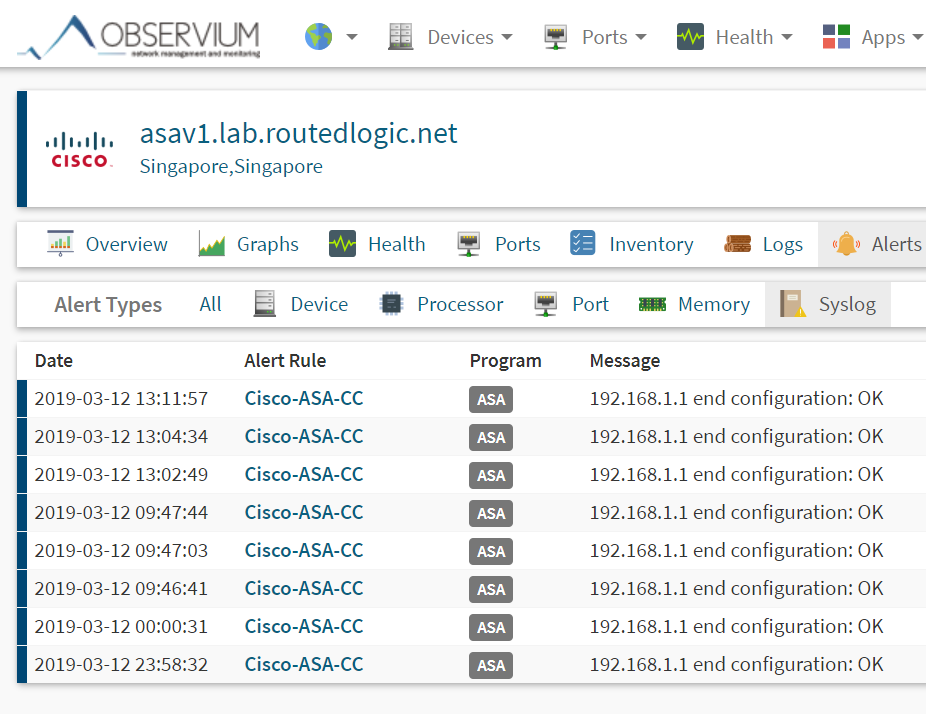 OBSERVIUM
network management and monitoring
Devices Ports Health Apps
CISCO
asav1.lab.routedlogic.net
Singapore,Singapore
Overview Graphs Health Ports Inventory Logs Alerts
Alert Types All Device Processor Port Memory Syslog
Date Alert Rule Program Message
2019-03-12 13:11:57 Cisco-ASA-CC ASA 192.168.1.1 end configuration: OK
2019-03-12 13:04:34 Cisco-ASA-CC ASA 192.168.1.1 end configuration: OK
2019-03-12 13:02:49 Cisco-ASA-CC ASA 192.168.1.1 end configuration: OK
2019-03-12 09:47:44 Cisco-ASA-CC ASA 192.168.1.1 end configuration: OK
2019-03-12 09:47:03 Cisco-ASA-CC ASA 192.168.1.1 end configuration: OK
2019-03-12 09:46:41 Cisco-ASA-CC ASA 192.168.1.1 end configuration: OK
2019-03-12 00:00:31 Cisco-ASA-CC ASA 192.168.1.1 end configuration: OK
2019-03-12 23:58:32 Cisco-ASA-CC ASA 192.168.1.1 end configuration: OK